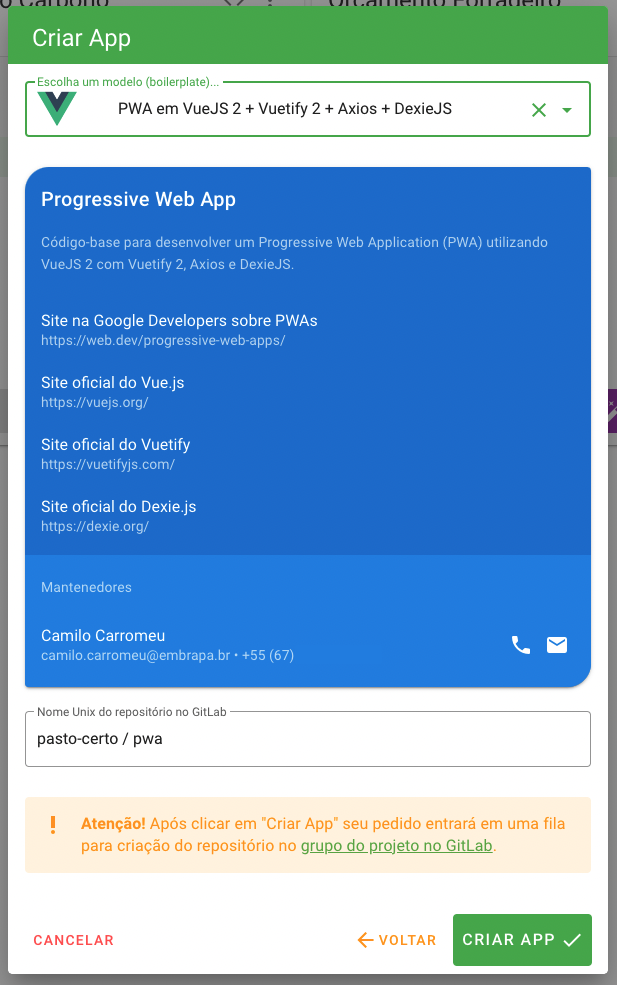 Criar App
Escolha um modelo (boilerplate)...
PWA em VueJS 2 + Vuetify 2 + Axios + DexieJS
Progressive Web App
Código-base para desenvolver um Progressive Web Application (PWA) utilizando
VueJS 2 com Vuetify 2, Axios e DexieJS.
Site na Google Developers sobre PWAs
https://web.dev/progressive-web-apps/
Site oficial do Vue.js
https://vuejs.org/
Site oficial do Vuetify
https://vuetifyjs.com/
Site oficial do Dexie.js
https://dexie.org/
Mantenedores
Camilo Carromeu
camilo.carromeu@embrapa.br • +55 (67)
Nome Unix do repositório no GitLab
pasto-certo / pwa
Atenção! Após clicar em "Criar App" seu pedido entrará em uma fila
para criação do repositório no grupo do projeto no GitLab.
CANCELAR
VOLTAR
CRIAR APP